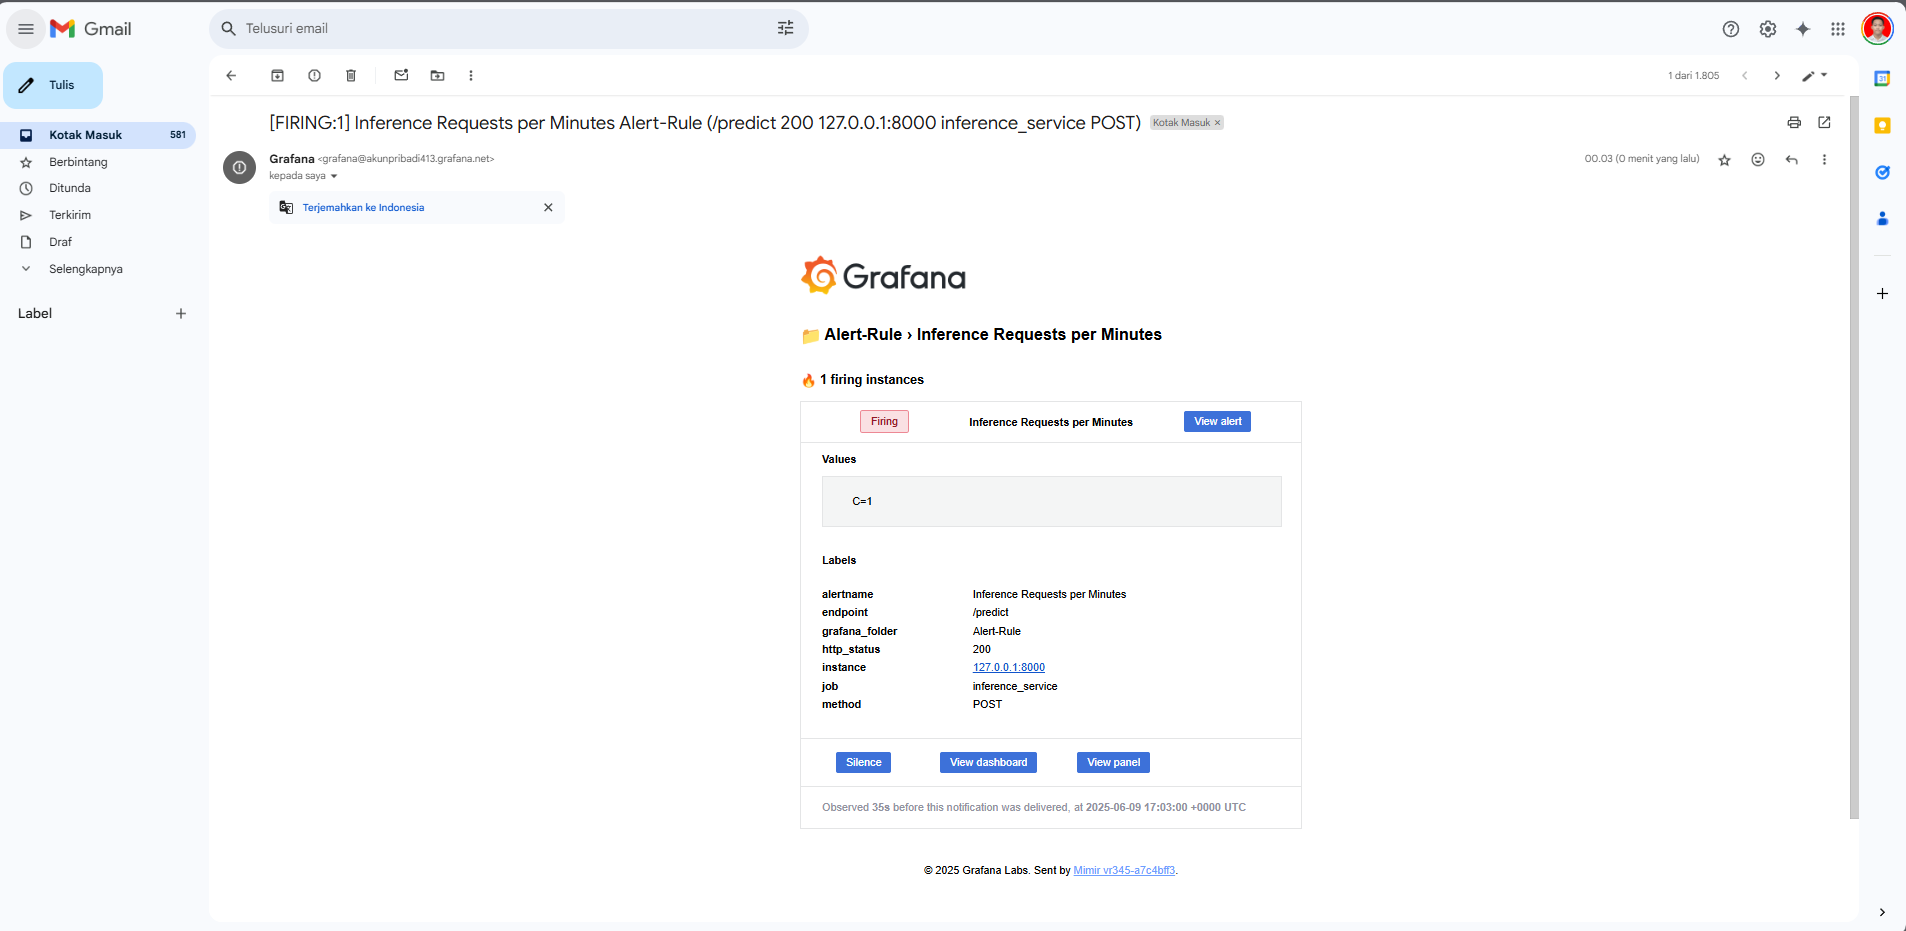 Gmail
Telusuri email
Tulis
1 dari 1.805
Kotak Masuk 581
Berbintang
Ditunda
Terkirim
Draf
Selengkapnya
Label
[FIRING:1] Inference Requests per Minutes Alert-Rule (/predict 200 127.0.0.1:8000 inference_service POST) Kotak Masuk ×
Grafana <grafana@akunpribadi413.grafana.net>
00.03 (0 menit yang lalu)
kepada saya
Terjemahkan ke Indonesia
Grafana
Alert-Rule › Inference Requests per Minutes
1 firing instances
Firing Inference Requests per Minutes View alert
Values
C=1
Labels
alertname Inference Requests per Minutes
endpoint /predict
grafana_folder Alert-Rule
http_status 200
instance 127.0.0.1:8000
job inference_service
method POST
Silence View dashboard View panel
Observed 35s before this notification was delivered, at 2025-06-09 17:03:00 +0000 UTC
© 2025 Grafana Labs. Sent by Mimir vr345-a7c4bff3.
31